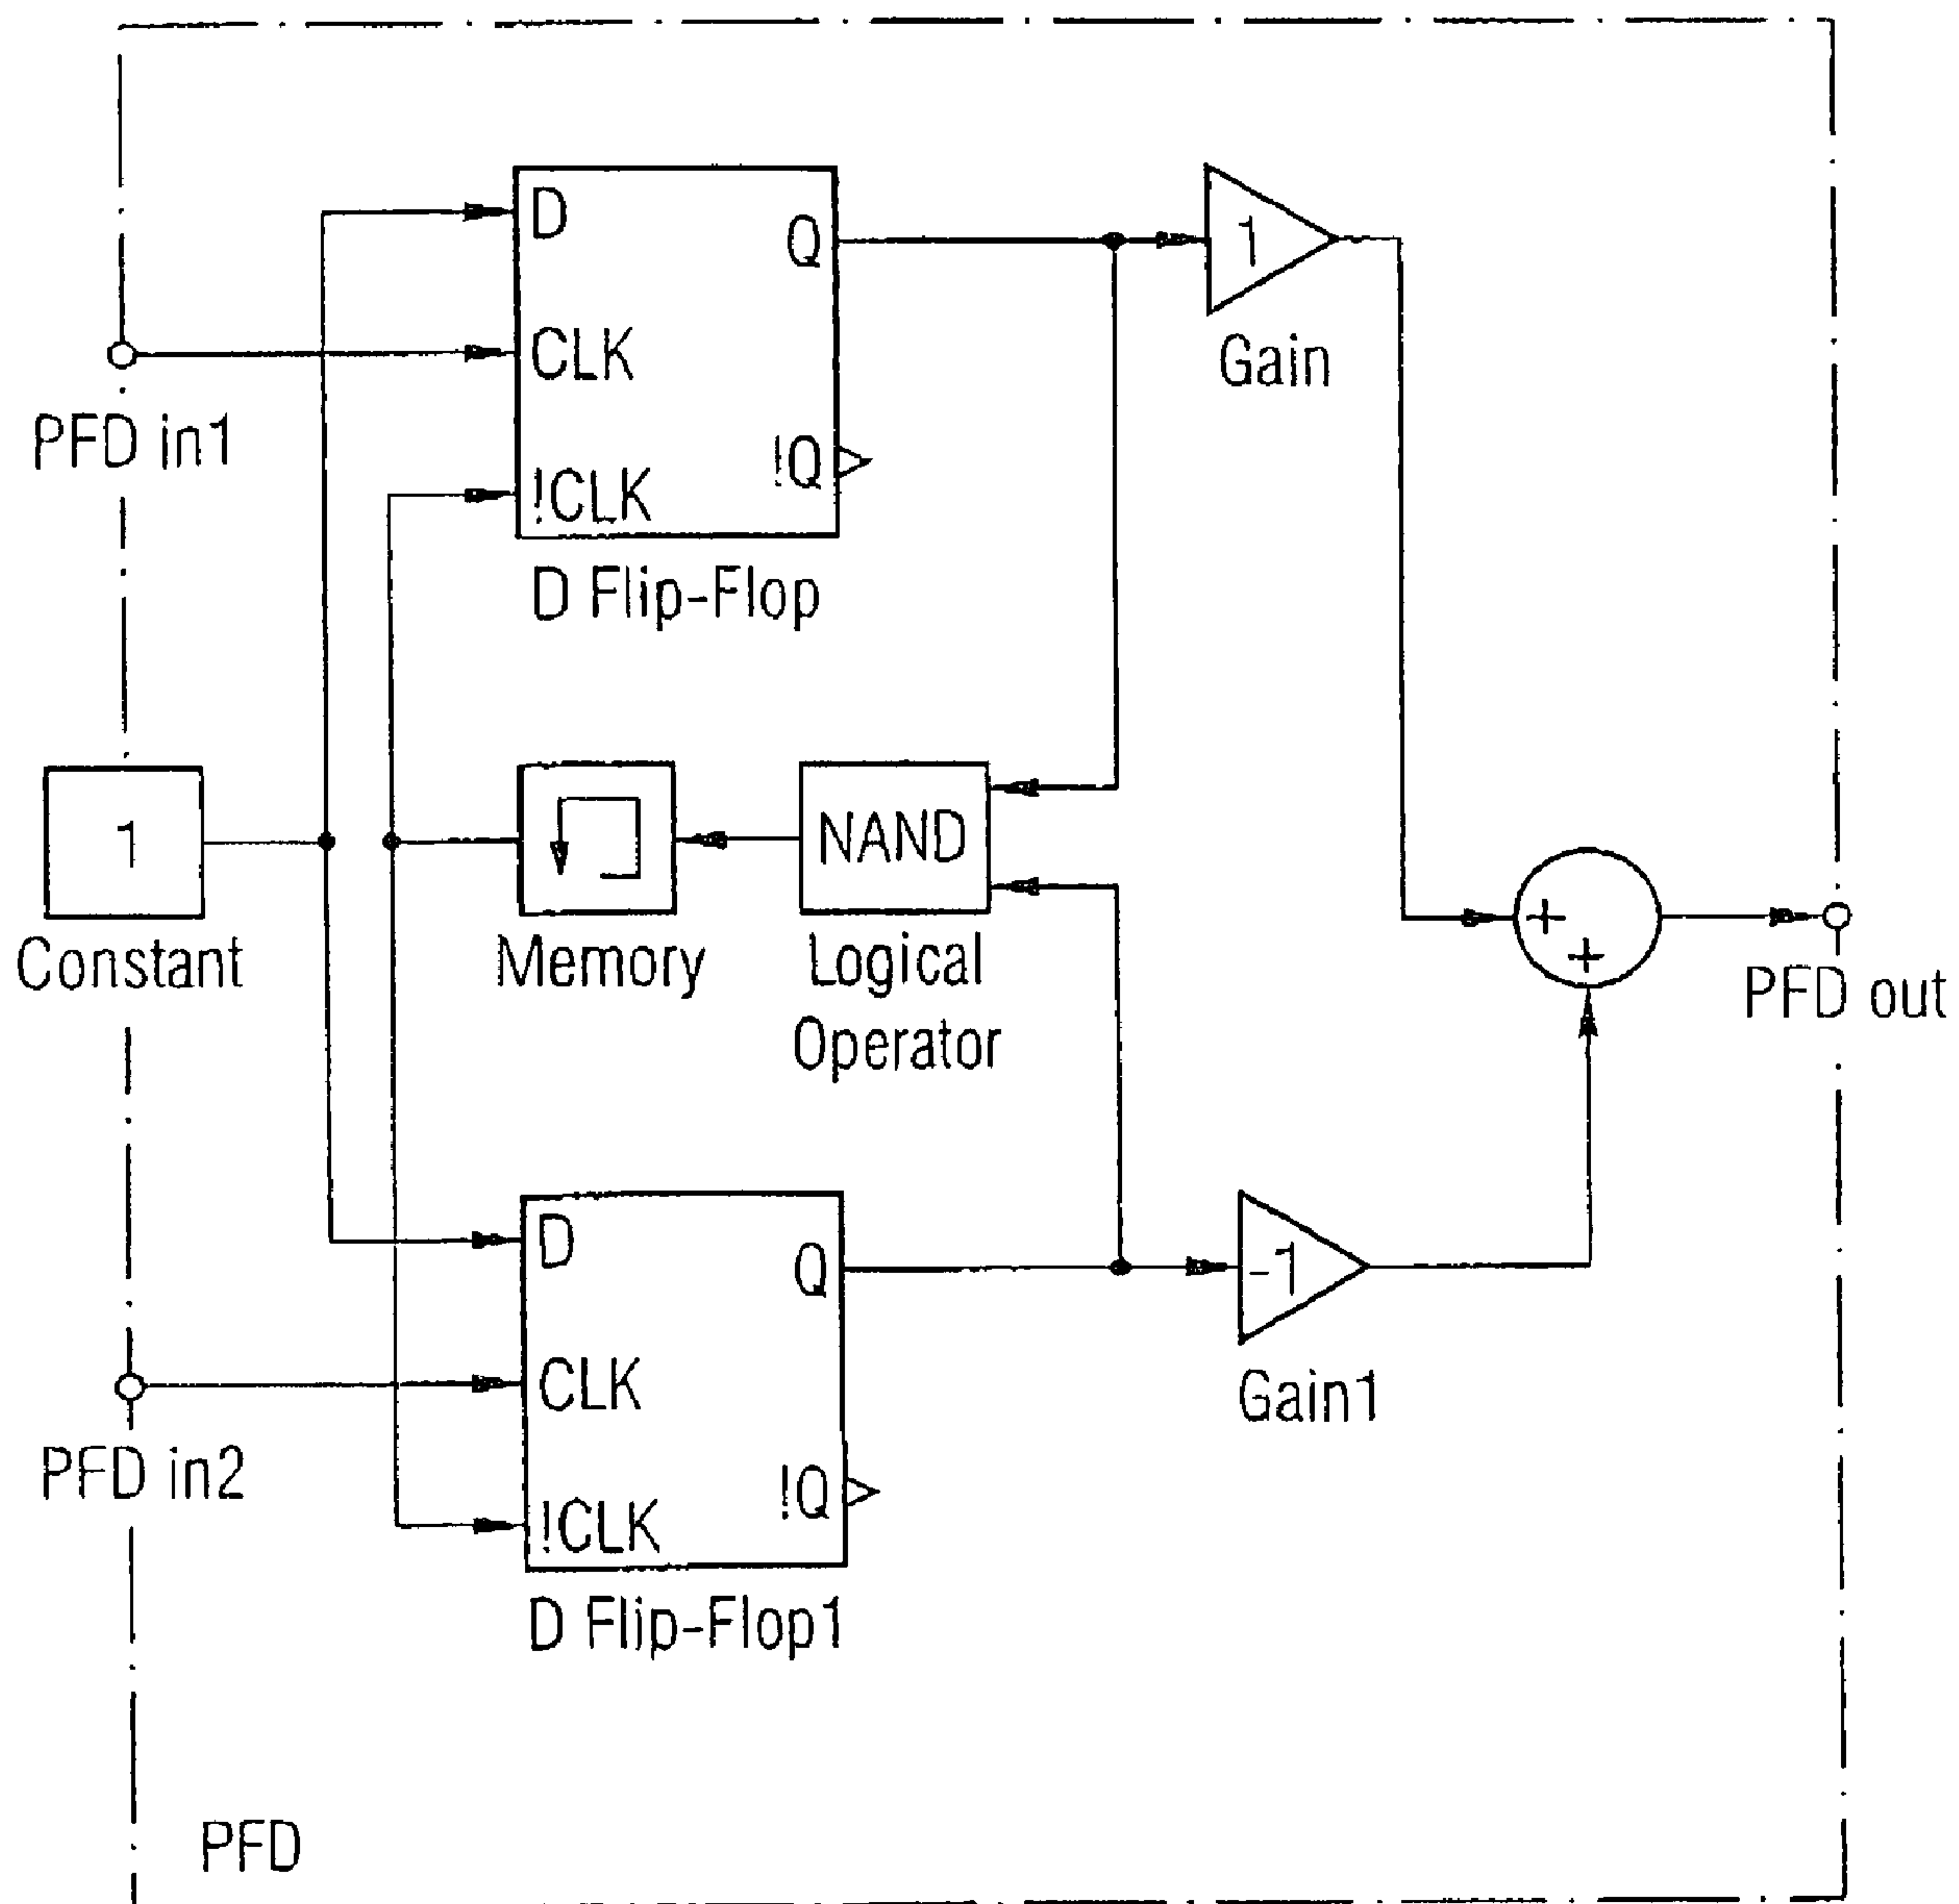 D
Q
1
CLK
Gain
PFD in1
!Q
!CLK
D Flip-Flop
1
NAND
Constant
Memory
Logical
Operator
+
+
PFD out
D
Q
-1
CLK
Gain1
PFD in2
!Q
!CLK
D Flip-Flop1
PFD